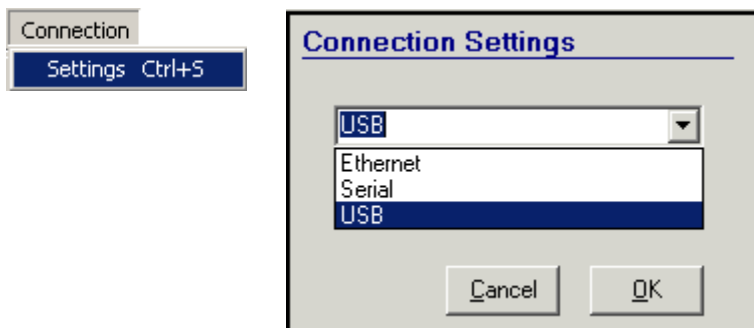 Connection
Settings Ctrl+S
Connection Settings
USB
Ethernet
Serial
USB
Cancel OK